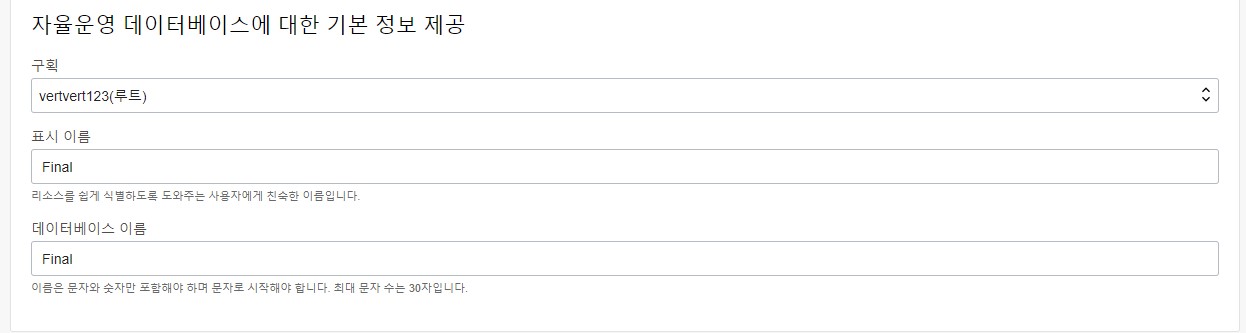 자율운영 데이터베이스에 대한 기본 정보 제공
구획
vertvert123(루트)
표시 이름
Final
리소스를 쉽게 식별하도록 도와주는 사용자에게 친숙한 이름입니다.
데이터베이스 이름
Final
이름은 문자와 숫자만 포함해야 하며 문자로 시작해야 합니다. 최대 문자 수는 30자입니다.